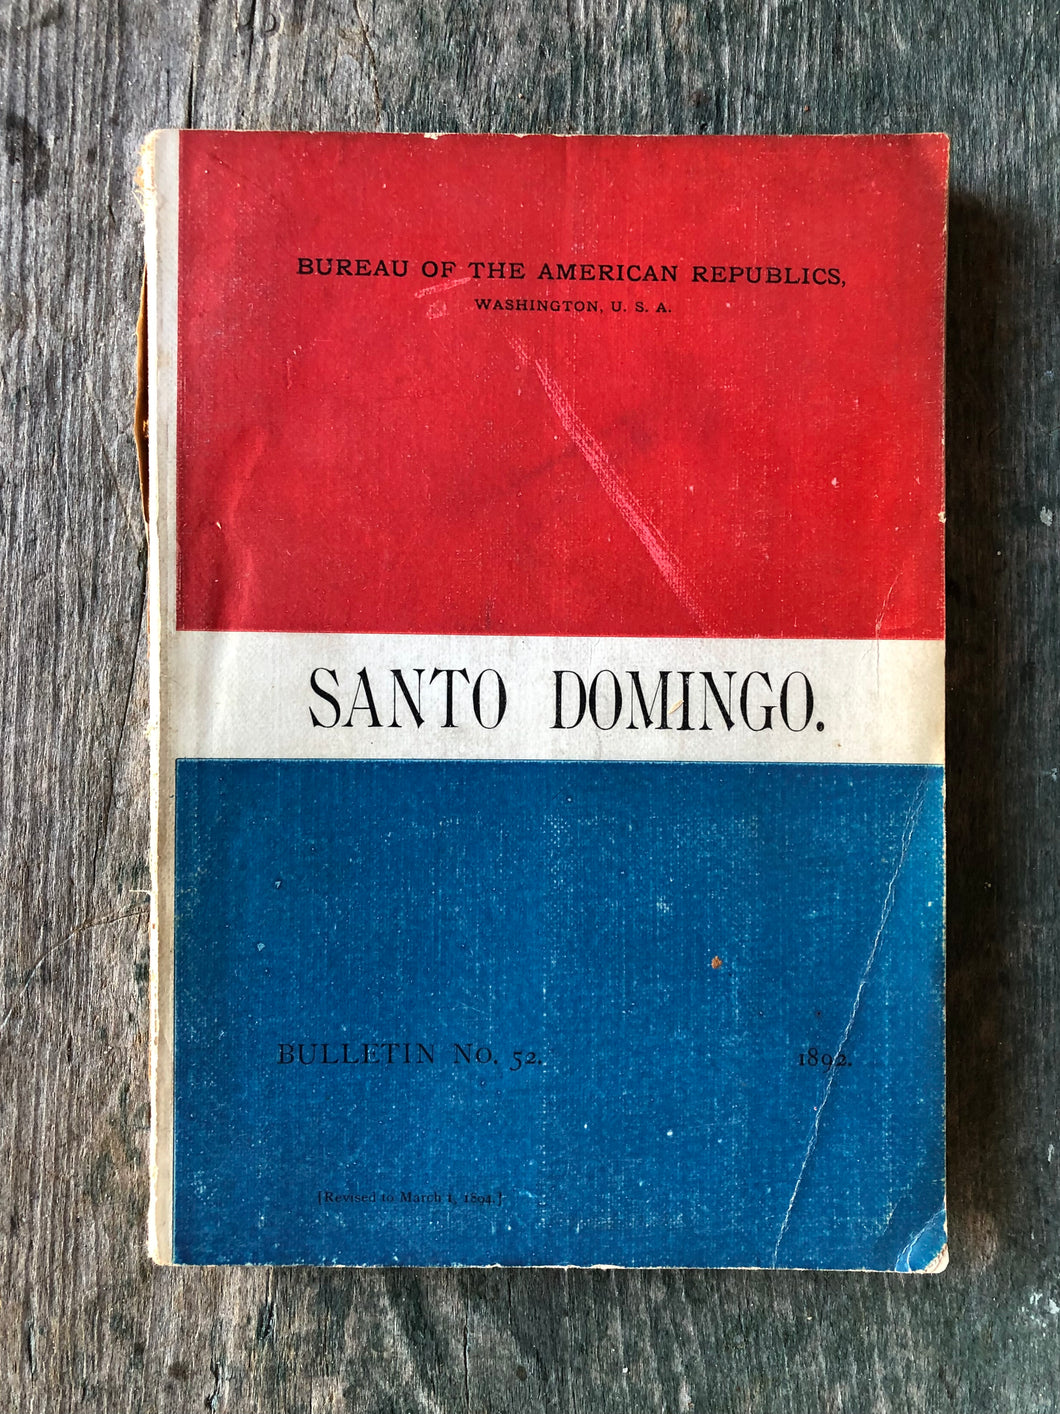 BUREAU OF THE AMERICAN REPUBLICS,
WASHINGTON, U. S. A.
SANTO DOMINGO.
BULLETIN NO. 52. 1892.
[Revised to March 1, 1894.]